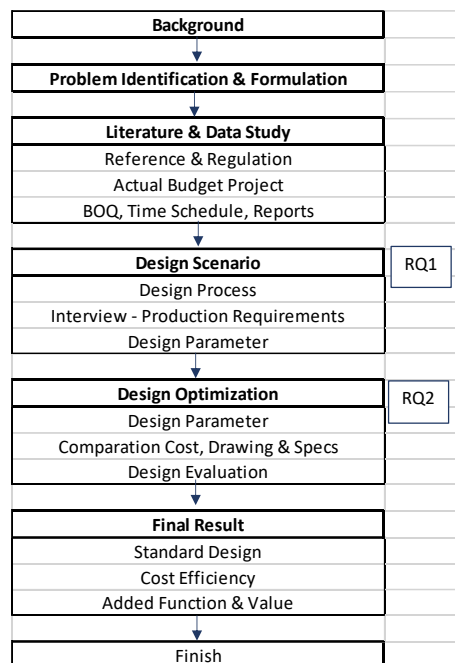 Background
Problem Identification & Formulation
Literature & Data Study
Reference & Regulation
Actual Budget Project
BOQ, Time Schedule, Reports
Design Scenario
RQ1
Design Process
Interview - Production Requirements
Design Parameter
Design Optimization
RQ2
Design Parameter
Comparation Cost, Drawing & Specs
Design Evaluation
Final Result
Standard Design
Cost Efficiency
Added Function & Value
Finish